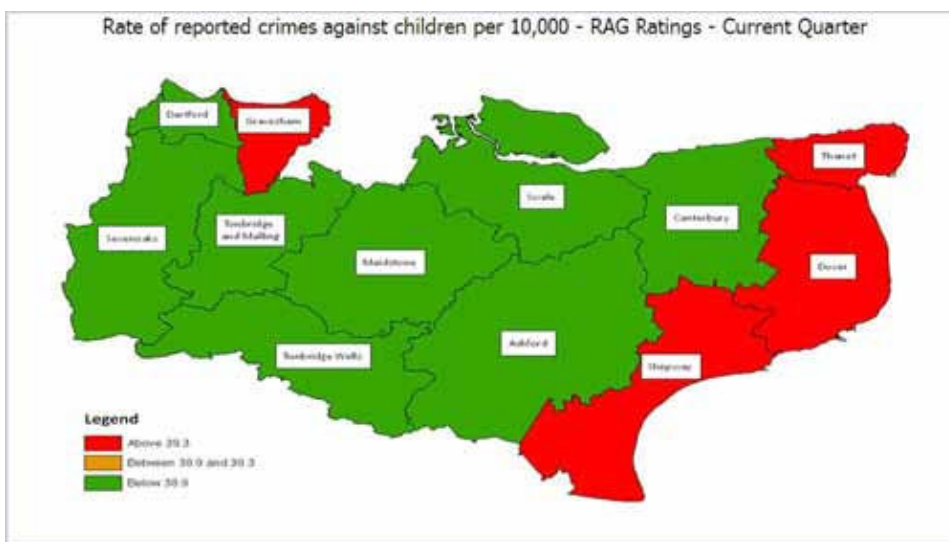 Rate of reported crimes against children per 10,000 - RAG Ratings - Current Quarter
Dartford
Gravesham
Thanet
Swale
Tonbridge
and Malling
Canterbury
Sevenoaks
Maidstone
Dover
Ashford
Tunbridge Wells
Shepway
Legend
Above 39.3
Between 38.9 and 39.3
Below 38.9